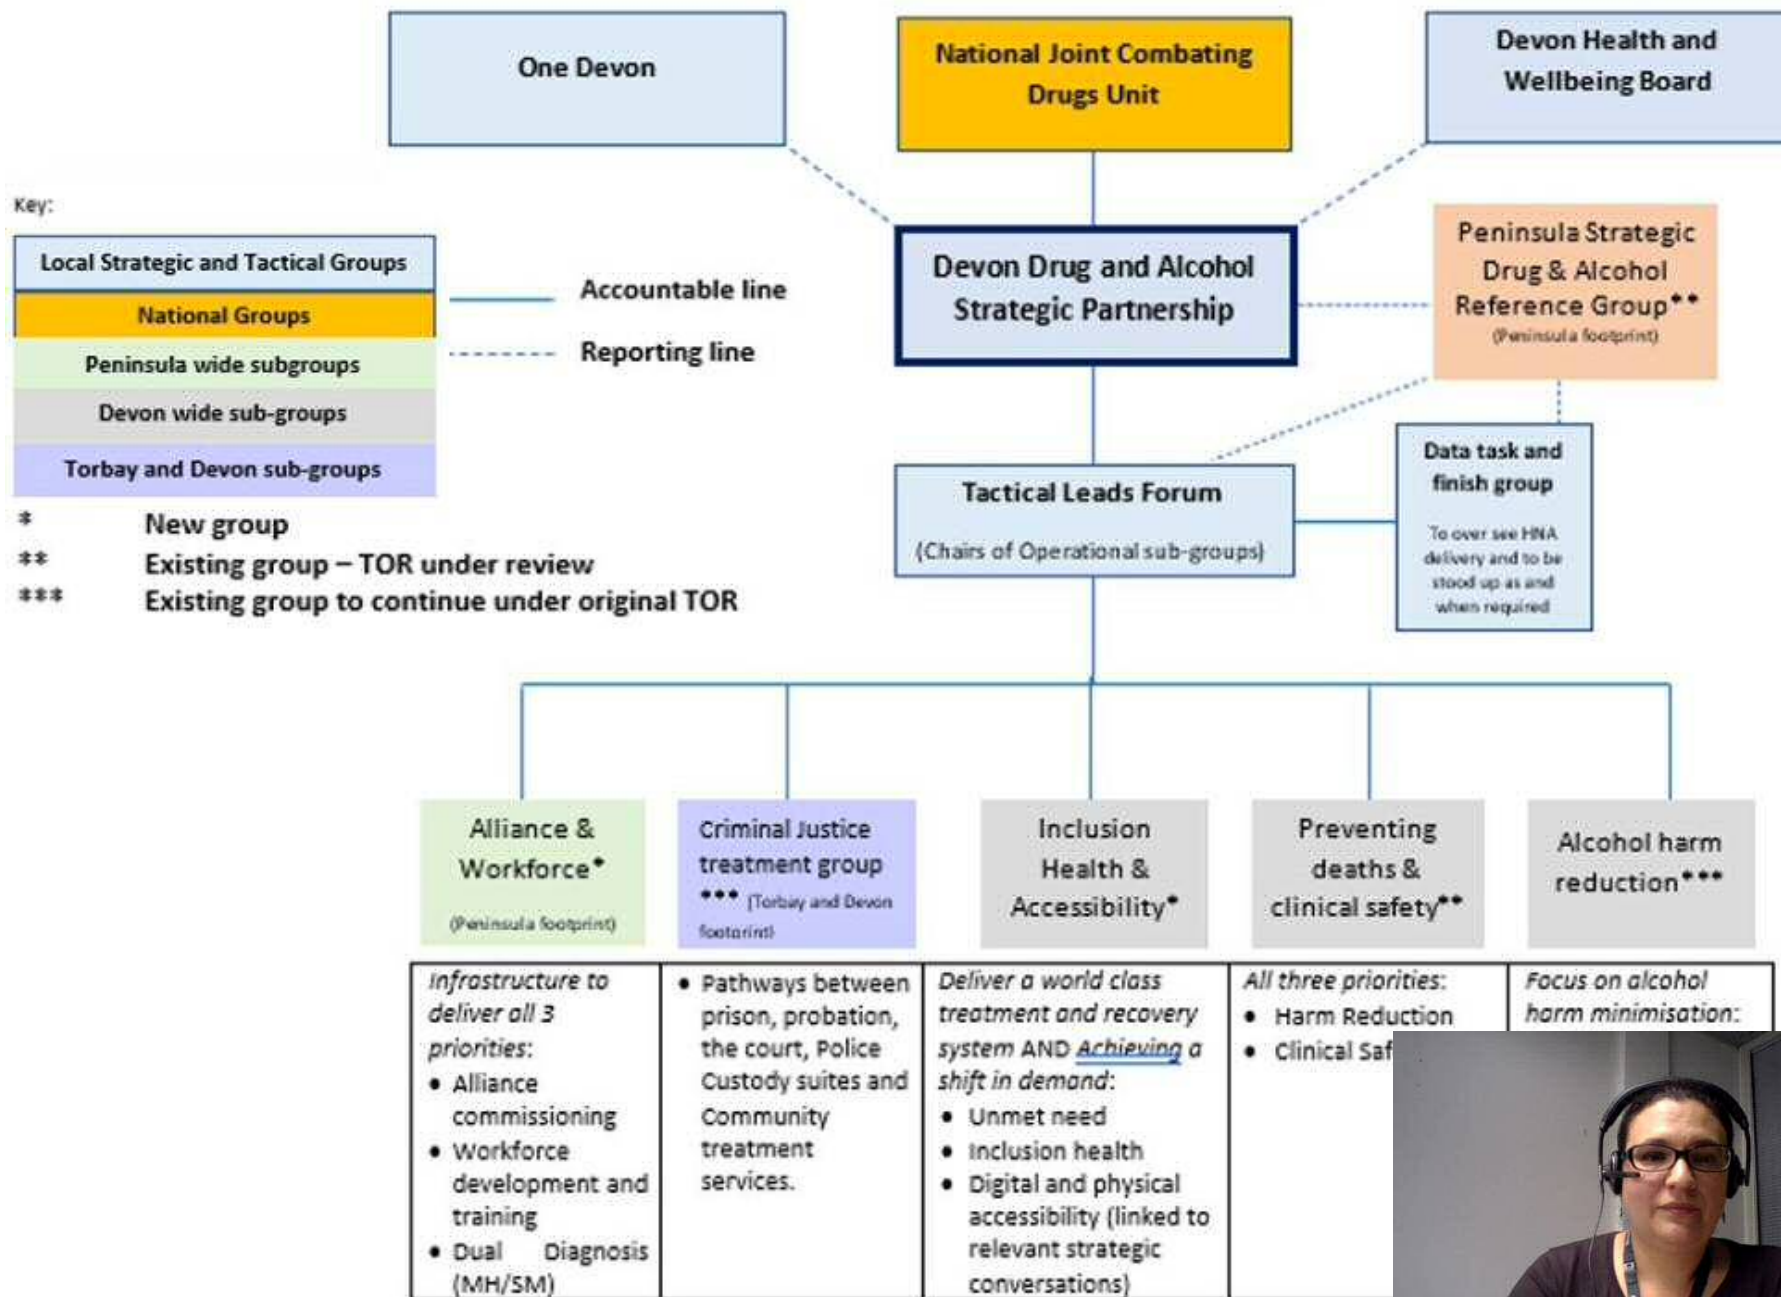 One Devon
National Joint Combating
Drugs Unit
Devon Health and
Wellbeing Board
Key:
Local Strategic and Tactical Groups
National Groups
Peninsula wide subgroups
Devon wide sub-groups
Torbay and Devon sub-groups
Accountable line
Reporting line
* New group
** Existing group – TOR under review
*** Existing group to continue under original TOR
Devon Drug and Alcohol
Strategic Partnership
Peninsula Strategic
Drug & Alcohol
Reference Group**
(Peninsula footprint)
Tactical Leads Forum
(Chairs of Operational sub-groups)
Data task and
finish group
To over see HNA
delivery and to be
stood up as and
when required
Alliance &
Workforce*
(Peninsula footprint)
Criminal Justice
treatment group
*** (Torbay and Devon
footprint)
Inclusion
Health &
Accessibility*
Preventing
deaths &
clinical safety**
Alcohol harm
reduction***
Infrastructure to
deliver all 3
priorities:
• Alliance
commissioning
• Workforce
development and
training
• Dual Diagnosis
(MH/SM)
• Pathways between
prison, probation,
the court, Police
Custody suites and
Community
treatment
services.
Deliver a world class
treatment and recovery
system AND Achieving a
shift in demand:
• Unmet need
• Inclusion health
• Digital and physical
accessibility (linked to
relevant strategic
conversations)
All three priorities:
• Harm Reduction
• Clinical Saf
Focus on alcohol
harm minimisation: